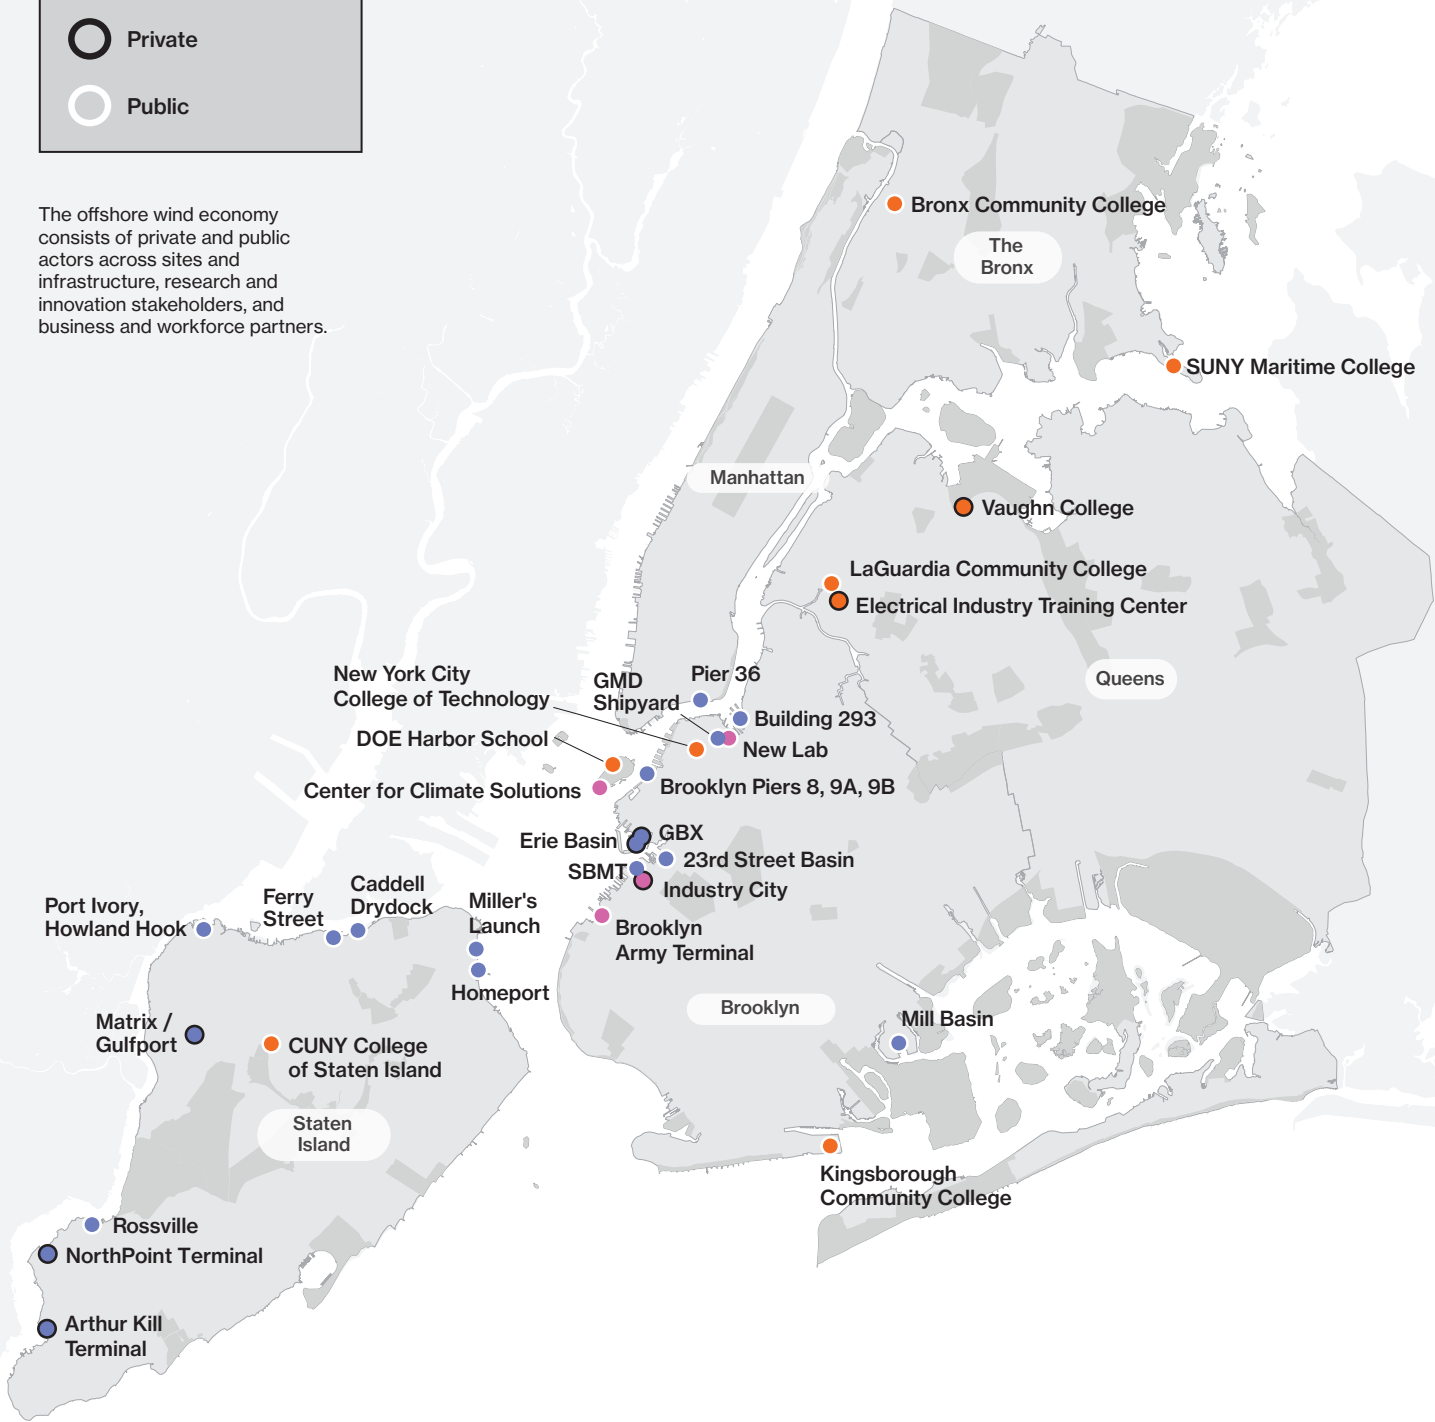 Private
Public
The offshore wind economy
consists of private and public
actors across sites and
infrastructure, research and
innovation stakeholders, and
business and workforce partners.
Bronx Community College
The
Bronx
SUNY Maritime College
Manhattan
Vaughn College
LaGuardia Community College
Electrical Industry Training Center
Queens
New York City
College of Technology
GMD
Shipyard
Pier 36
Building 293
DOE Harbor School
New Lab
Center for Climate Solutions
Brooklyn Piers 8, 9A, 9B
Erie Basin
GBX
23rd Street Basin
SBMT
Industry City
Port Ivory,
Howland Hook
Ferry
Street
Caddell
Drydock
Miller's
Launch
Brooklyn
Army Terminal
Homeport
Brooklyn
Mill Basin
Matrix /
Gulfport
CUNY College
of Staten Island
Staten
Island
Kingsborough
Community College
Rossville
NorthPoint Terminal
Arthur Kill
Terminal